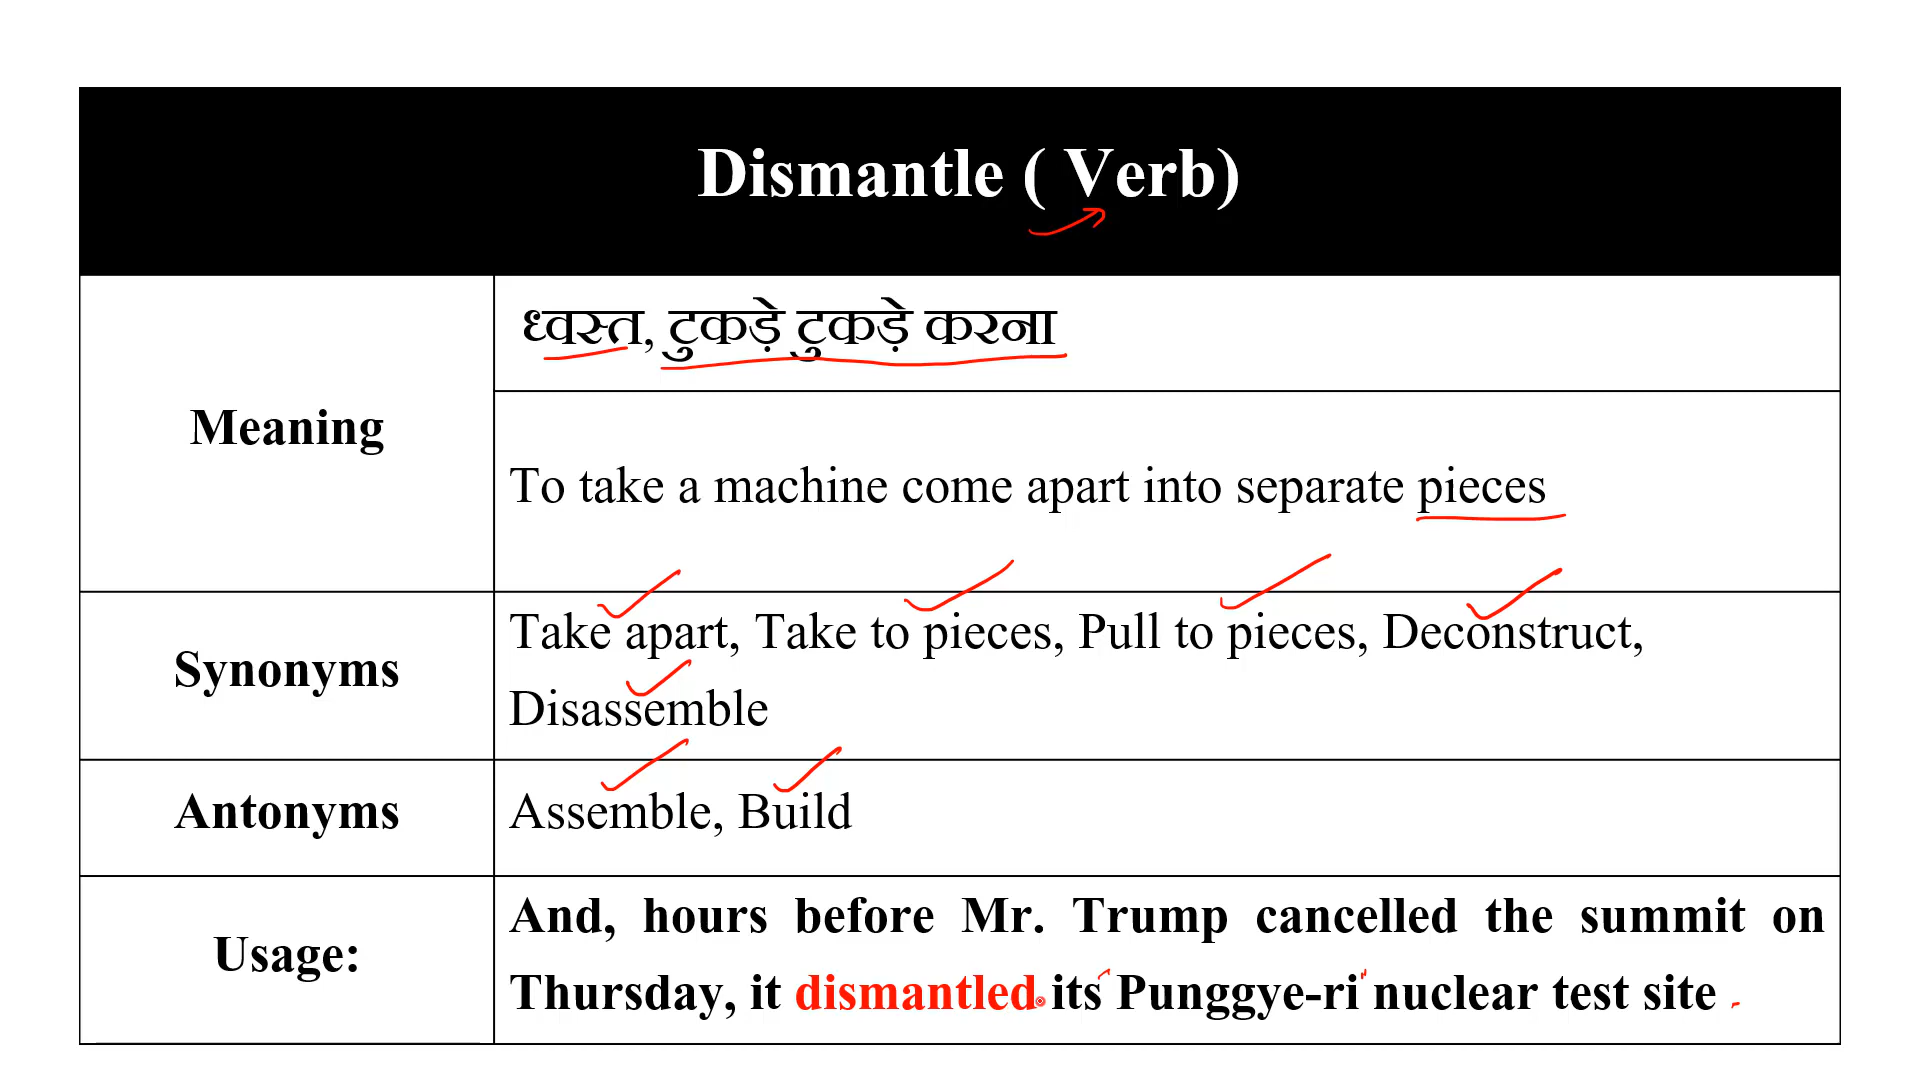 Dismantle ( Verb)
Meaning
ध्वस्त, टुकड़े टुकड़े करना
To take a machine come apart into separate pieces
Synonyms
Take apart, Take to pieces, Pull to pieces, Deconstruct,
Disassemble
Antonyms
Assemble, Build
Usage:
And, hours before Mr. Trump cancelled the summit on
Thursday, it dismantled its Punggye-ri nuclear test site